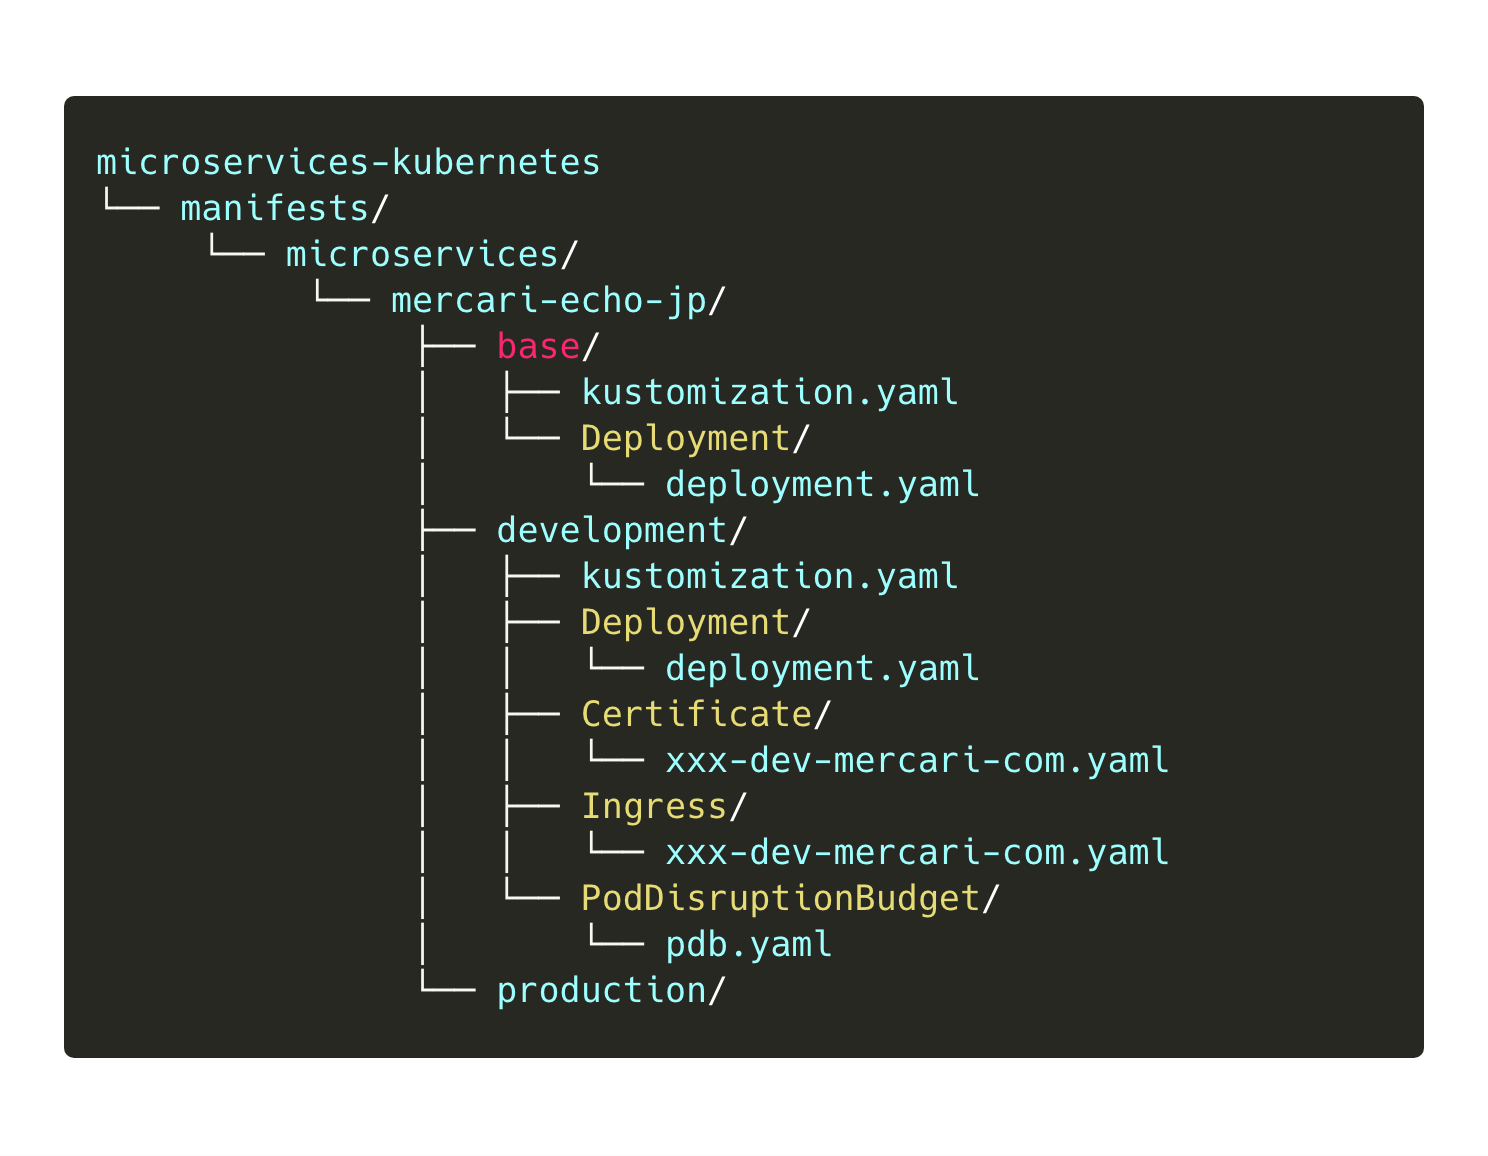 microservices-kubernetes
└── manifests/
     └── microservices/
          └── mercari-echo-jp/
               ├── base/
               │   ├── kustomization.yaml
               │   └── Deployment/
               │       └── deployment.yaml
               ├── development/
               │   ├── kustomization.yaml
               │   ├── Deployment/
               │   │   └── deployment.yaml
               │   ├── Certificate/
               │   │   └── xxx-dev-mercari-com.yaml
               │   ├── Ingress/
               │   │   └── xxx-dev-mercari-com.yaml
               │   └── PodDisruptionBudget/
               │       └── pdb.yaml
               └── production/